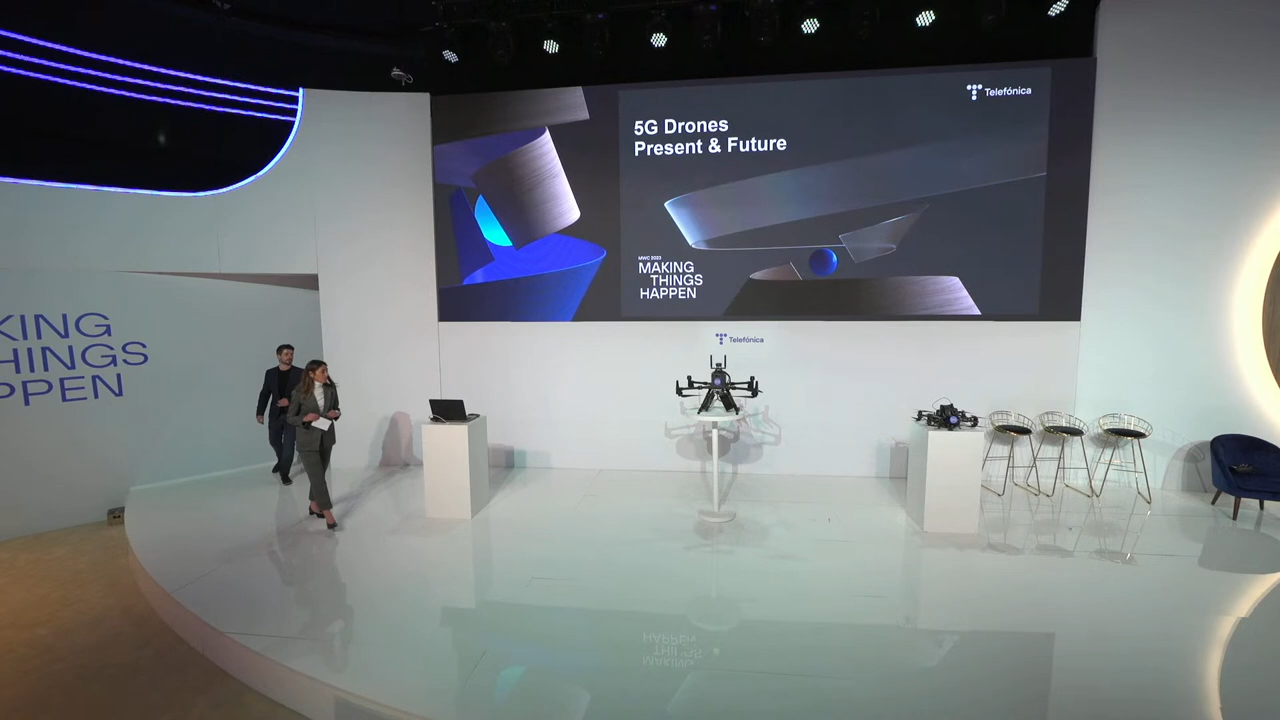 Telefónica
5G Drones
Present & Future
MWC 2023
MAKING
THINGS
HAPPEN
Telefónica
KING
HINGS
PPEN